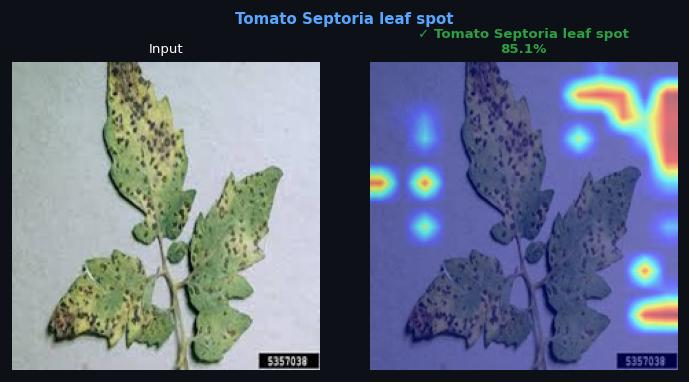 Tomato Septoria leaf spot
Input
✓ Tomato Septoria leaf spot
85.1%
5357038
5357038